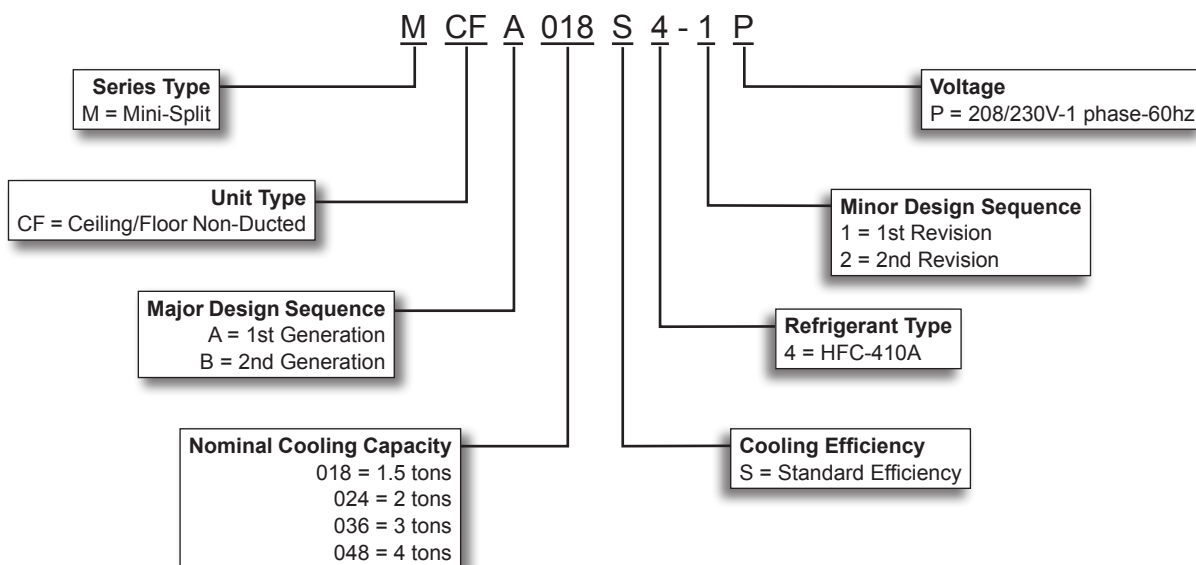 M CF A 018 S 4 - 1 P
Series Type
M = Mini-Split
Voltage
P = 208/230V-1 phase-60hz
Unit Type
CF = Ceiling/Floor Non-Ducted
Minor Design Sequence
1 = 1st Revision
2 = 2nd Revision
Major Design Sequence
A = 1st Generation
B = 2nd Generation
Refrigerant Type
4 = HFC-410A
Nominal Cooling Capacity
018 = 1.5 tons
024 = 2 tons
036 = 3 tons
048 = 4 tons
Cooling Efficiency
S = Standard Efficiency